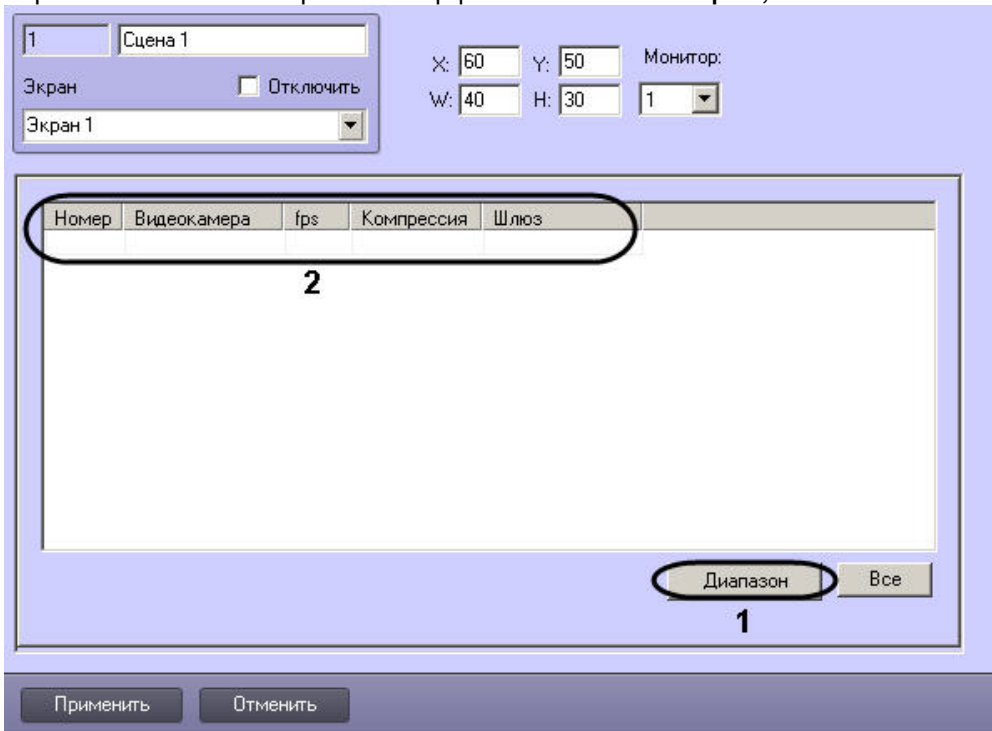 1 Сцена 1
Экран Отключить
Экран 1
X: 60 Y: 50 Монитор:
W: 40 H: 30 1
Номер Видеокамера fps Компрессия Шлюз
2
Диапазон Все
1
Применить Отменить